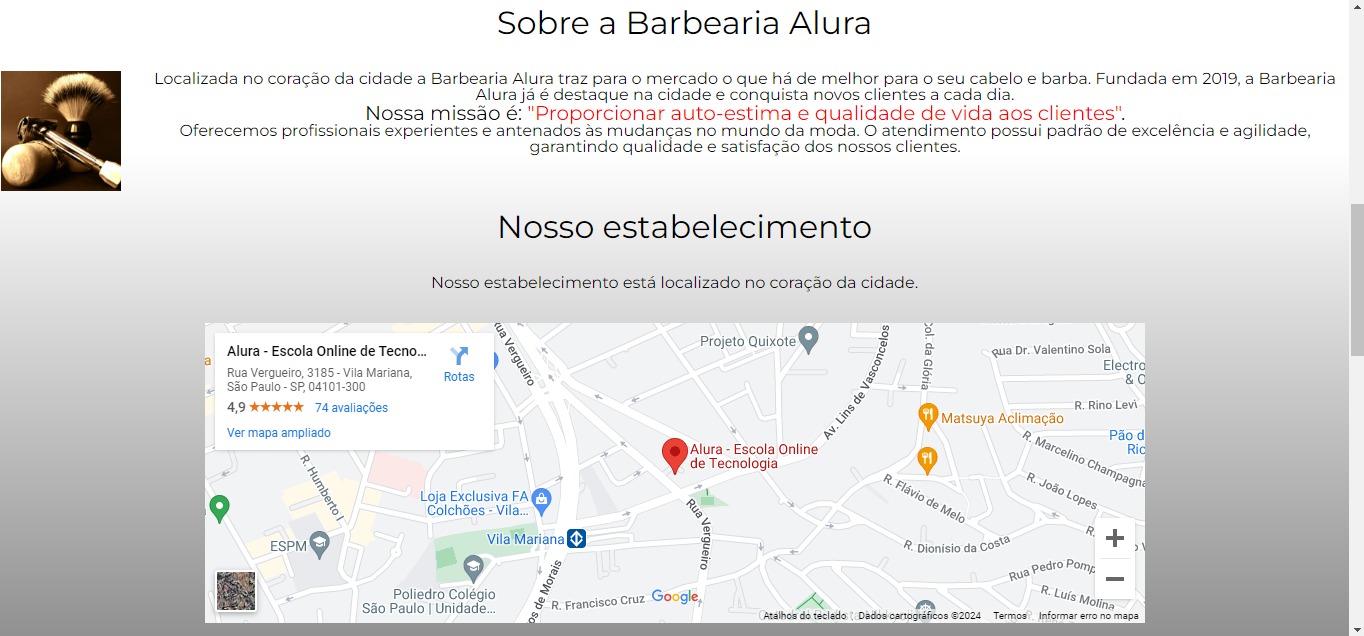 Sobre a Barbearia Alura
Localizada no coração da cidade a Barbearia Alura traz para o mercado o que há de melhor para o seu cabelo e barba. Fundada em 2019, a Barbearia
Alura já é destaque na cidade e conquista novos clientes a cada dia.
Nossa missão é: "Proporcionar auto-estima e qualidade de vida aos clientes".
Oferecemos profissionais experientes e antenados às mudanças no mundo da moda. O atendimento possui padrão de excelência e agilidade,
garantindo qualidade e satisfação dos nossos clientes.
Nosso estabelecimento
Nosso estabelecimento está localizado no coração da cidade.
Alura - Escola Online de Tecno...
Rua Vergueiro, 3185 - Vila Mariana,
São Paulo - SP, 04101-300
4,9 ★★★★★ 74 avaliações
Ver mapa ampliado
Rotas
a
Rua Vergueiro
Projeto Quixote
Av. Lins de Vasconcelos
Col. da Glória
Rua Dr. Valentino Sola
Electro
& C
R. Rino Levi
Matsuya Aclimação
Pão d
Ric
R. Marcelino Champagna
Alura - Escola Online
de Tecnologia
R. João Lopes
R. Flávio de Melo
R. Humberto I
Loja Exclusiva FA
Colchões - Vila...
Rua Vergueiro
Vila Mariana
ESPM
R. Dionísio da Costa
Rua Pedro Pomp
Poliedro Colégio
São Paulo | Unidade...
os de Morais
R. Francisco Cruz
R. Luís Molina
Google
Atalhos do teclado
Dados cartográficos ©2024
Termos
Informar erro no mapa